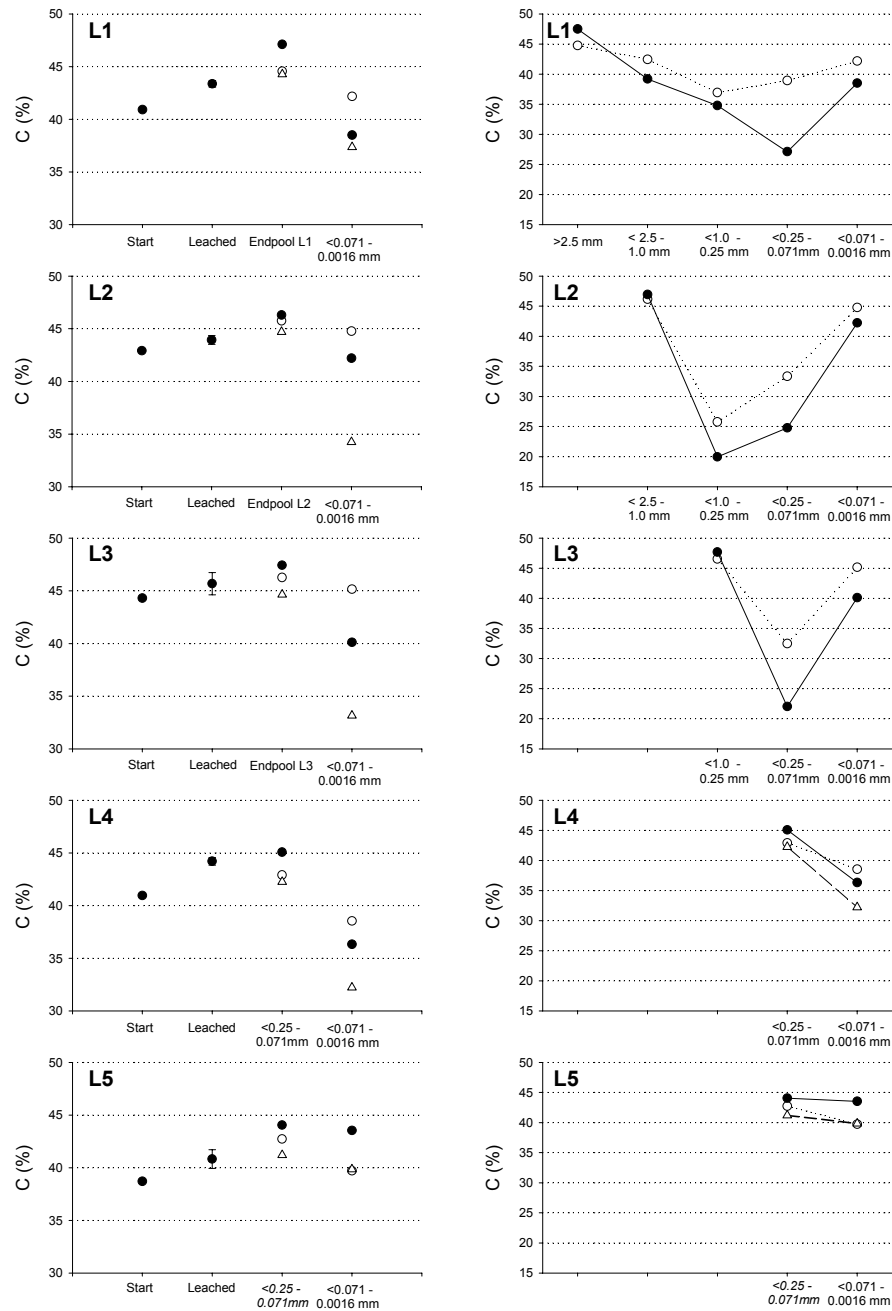 L1
C (%)
50
45
40
35
30
Start Leached Endpool L1 <0.071 -
0.0016 mm
L1
50
45
40
35
30
25
20
15
>2.5 mm < 2.5 - <1.0 - <0.25 - <0.071 -
1.0 mm 0.25 mm 0.071mm 0.0016 mm
L2
C (%)
50
45
40
35
30
Start Leached Endpool L2 <0.071 -
0.0016 mm
L2
C (%)
50
45
40
35
30
25
20
15
< 2.5 - <1.0 - <0.25 - <0.071 -
1.0 mm 0.25 mm 0.071mm 0.0016 mm
L3
C (%)
50
45
40
35
30
Start Leached Endpool L3 <0.071 -
0.0016 mm
L3
C (%)
50
45
40
35
30
25
20
15
<1.0 - <0.25 - <0.071 -
0.25 mm 0.071mm 0.0016 mm
L4
C (%)
50
45
40
35
30
Start Leached <0.25 - <0.071 -
0.071mm 0.0016 mm
L4
C (%)
50
45
40
35
30
25
20
15
<0.25 - <0.071 -
0.071mm 0.0016 mm
L5
C (%)
50
45
40
35
30
Start Leached <0.25 - <0.071 -
0.071mm 0.0016 mm
L5
C (%)
50
45
40
35
30
25
20
15
<0.25 - <0.071 -
0.071mm 0.0016 mm